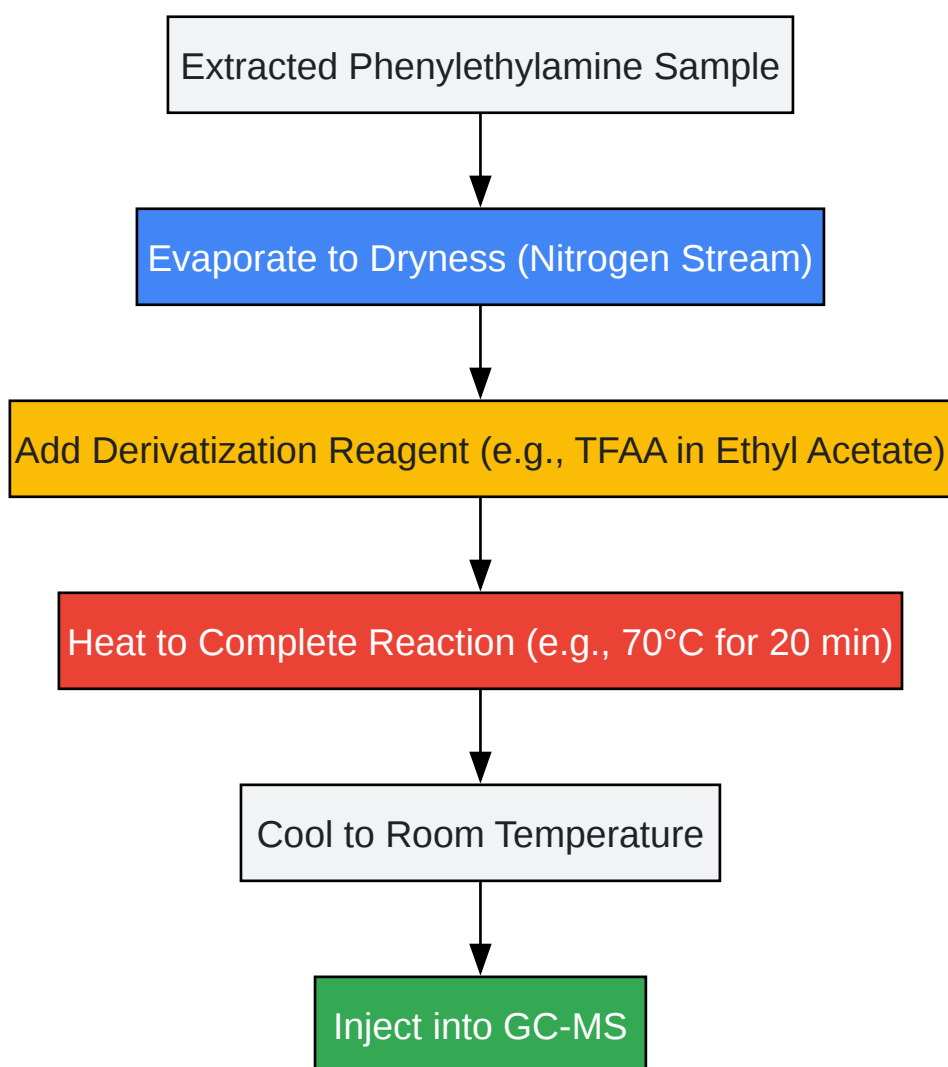 Extracted Phenylethylamine Sample
Evaporate to Dryness (Nitrogen Stream)
Add Derivatization Reagent (e.g., TFAA in Ethyl Acetate)
Heat to Complete Reaction (e.g., 70°C for 20 min)
Cool to Room Temperature
Inject into GC-MS